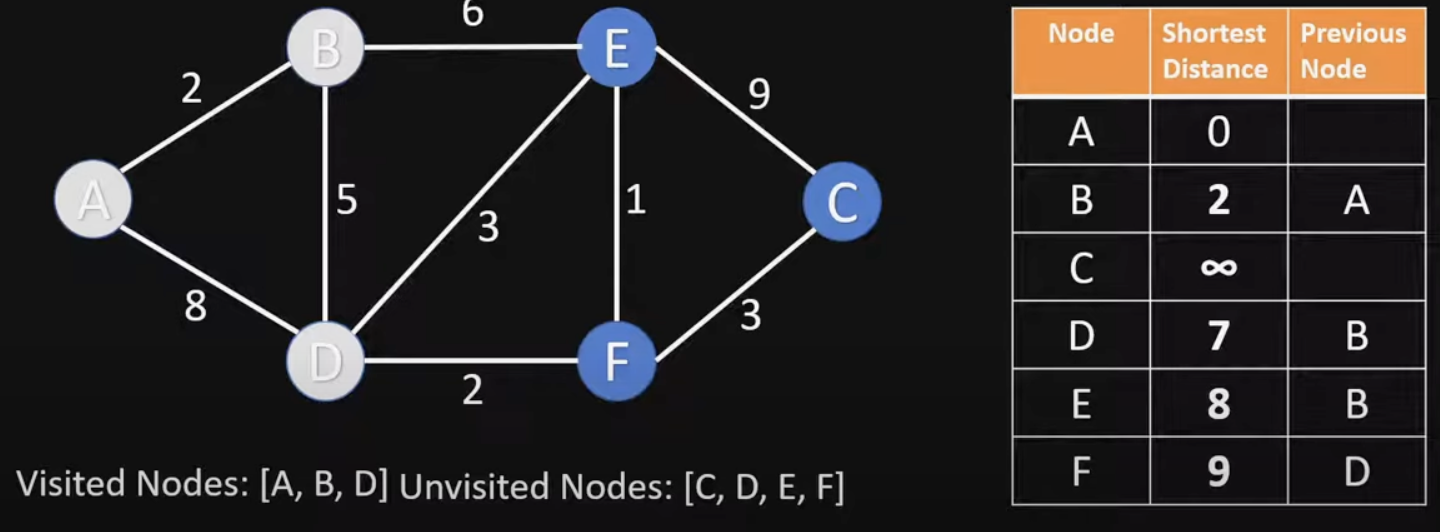 6
B
E
2
9
A
5
3
1
C
8
3
D
F
2
Visited Nodes: [A, B, D] Unvisited Nodes: [C, D, E, F]
Node Shortest Distance Previous Node
A 0
B 2 A
C ∞
D 7 B
E 8 B
F 9 D